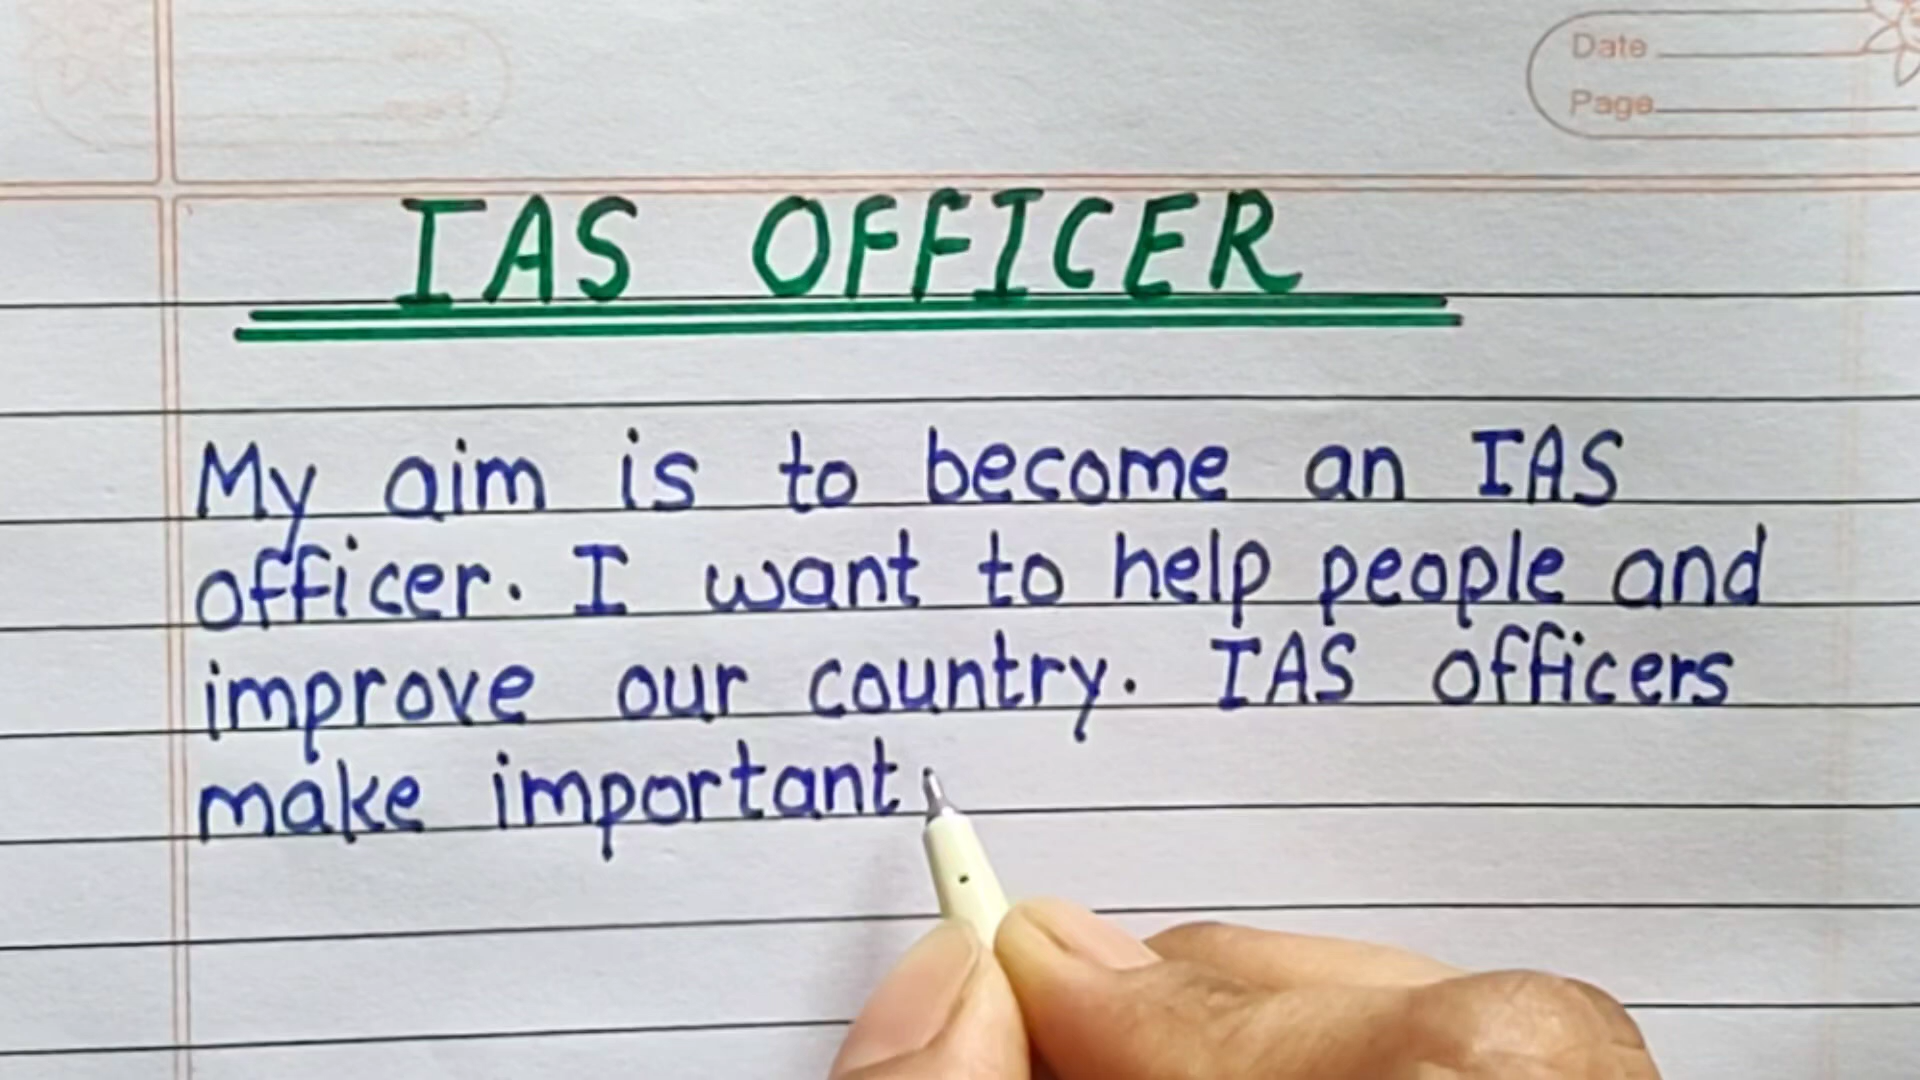 Date
Page
IAS OFFICER
My aim is to become an IAS
officer. I want to help people and
improve our country. IAS officers
make important